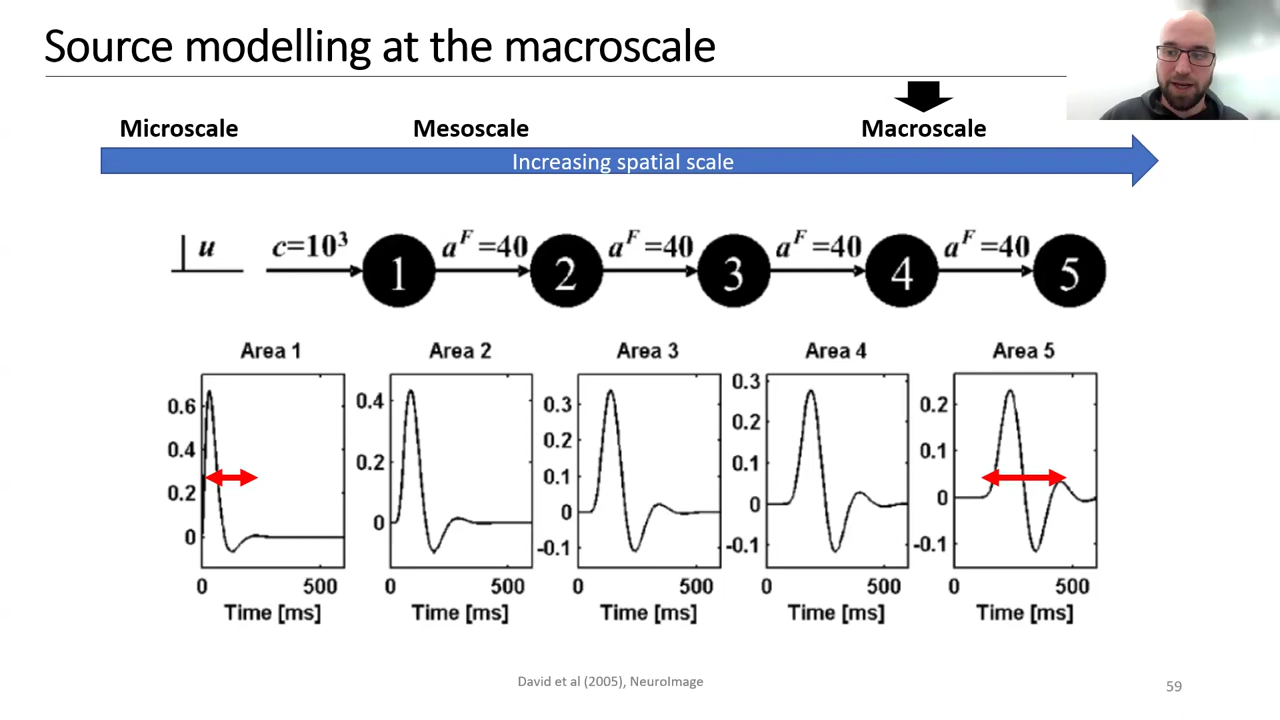 Source modelling at the macroscale
Microscale Mesoscale Macroscale
Increasing spatial scale
u c=10³ 1 aF =40 2 aF =40 3 aF =40 4 aF =40 5
Area 1 Area 2 Area 3 Area 4 Area 5
0.6 0.4 0.2 0
0.4 0.2 0
0.3 0.2 0.1 0 -0.1
0.3 0.2 0.1 0 -0.1
0.2 0.1 0 -0.1
0 500 0 500 0 500 0 500 0 500
Time [ms] Time [ms] Time [ms] Time [ms] Time [ms]
David et al (2005), NeuroImage
59